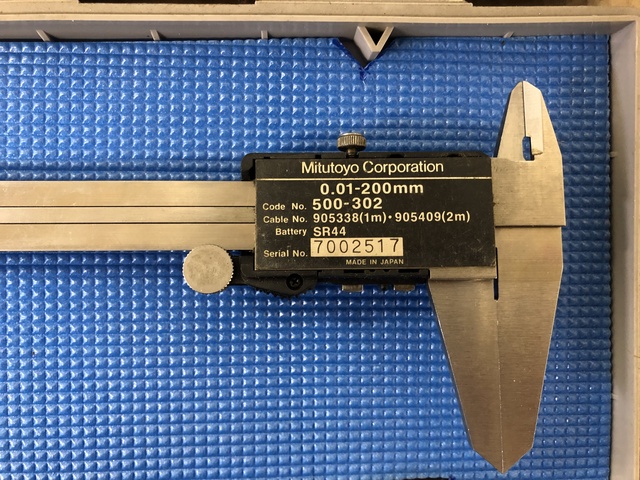 Mitutoyo Corporation
0.01-200mm
Code No. 500-302
Cable No. 905338(1m)·905409(2m)
Battery SR44
Serial No. 7002517
MADE IN JAPAN